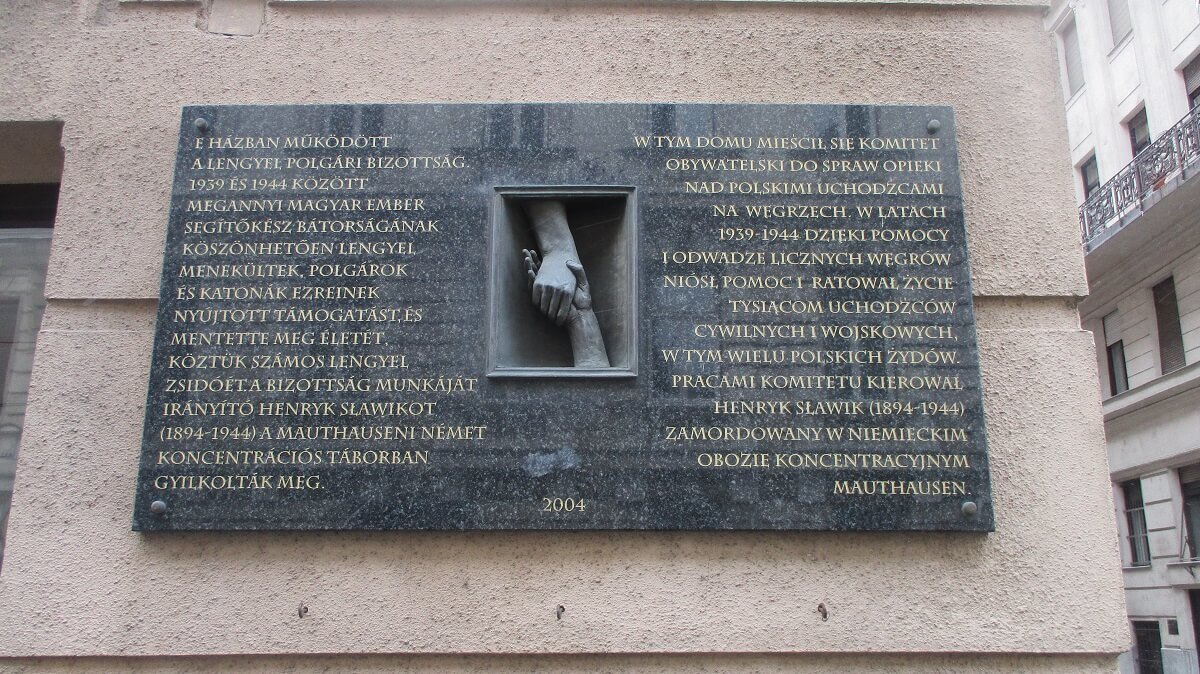 E HÁZBAN MŰKÖDÖTT
A LENGYEL POLGÁRI BIZOTTSÁG.
1939 ÉS 1944 KÖZÖTT
MEGANNYI MAGYAR EMBER
SEGÍTŐKÉSZ BÁTORSÁGÁNAK
KÖSZÖNHETŐEN LENGYEL
MENEKÜLTEK, POLGÁROK
ÉS KATONÁK EZREINEK
NYÚJTOTT TÁMOGATÁST, ÉS
MENTETTE MEG ÉLETÉT,
KÖZTÜK SZÁMOS LENGYEL
ZSIDÓÉT. A BIZOTTSÁG MUNKÁJÁT
IRÁNYÍTÓ HENRYK SŁAWIKOT
(1894-1944) A MAUTHAUSENI NÉMET
KONCENTRÁCIÓS TÁBORBAN
GYILKOLTÁK MEG.
W TYM DOMU MIEŚCIŁ SIĘ KOMITET
OBYWATELSKI DO SPRAW OPIEKI
NAD POLSKIMI UCHODŹCAMI
NA WĘGRZECH. W LATACH
1939-1944 DZIĘKI POMOCY
I ODWADZE LICZNYCH WĘGRÓW
NIÓSŁ POMOC I RATOWAŁ ŻYCIE
TYSIĄCOM UCHODŹCÓW
CYWILNYCH I WOJSKOWYCH,
W TYM WIELU POLSKICH ŻYDÓW.
PRACAMI KOMITETU KIEROWAŁ
HENRYK SŁAWIK (1894-1944)
ZAMORDOWANY W NIEMIECKIM
OBOZIE KONCENTRACYJNYM
MAUTHAUSEN.
2004